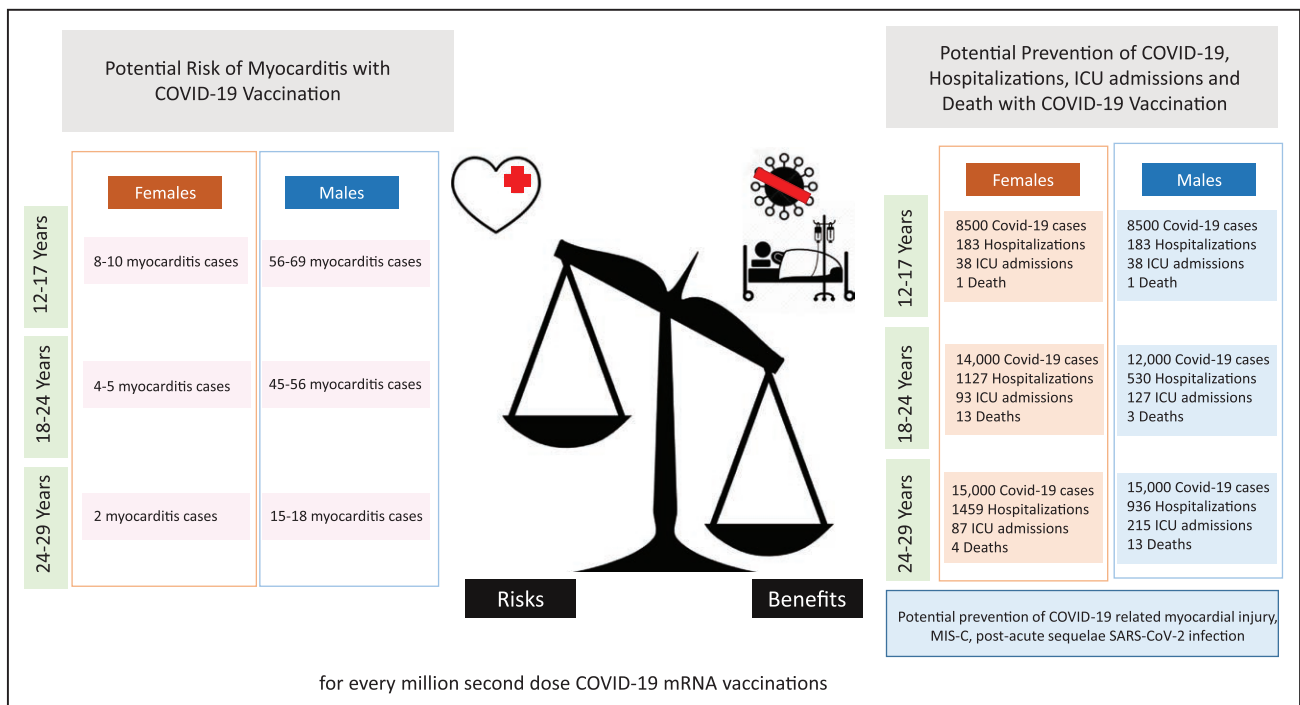 Potential Risk of Myocarditis with
COVID-19 Vaccination
Females
Males
12-17 Years
8-10 myocarditis cases
56-69 myocarditis cases
18-24 Years
4-5 myocarditis cases
45-56 myocarditis cases
24-29 Years
2 myocarditis cases
15-18 myocarditis cases
Risks
Benefits
Potential Prevention of COVID-19,
Hospitalizations, ICU admissions and
Death with COVID-19 Vaccination
Females
Males
12-17 Years
8500 Covid-19 cases
183 Hospitalizations
38 ICU admissions
1 Death
8500 Covid-19 cases
183 Hospitalizations
38 ICU admissions
1 Death
18-24 Years
14,000 Covid-19 cases
1127 Hospitalizations
93 ICU admissions
13 Deaths
12,000 Covid-19 cases
530 Hospitalizations
127 ICU admissions
3 Deaths
24-29 Years
15,000 Covid-19 cases
1459 Hospitalizations
87 ICU admissions
4 Deaths
15,000 Covid-19 cases
936 Hospitalizations
215 ICU admissions
13 Deaths
Potential prevention of COVID-19 related myocardial injury,
MIS-C, post-acute sequelae SARS-CoV-2 infection
for every million second dose COVID-19 mRNA vaccinations